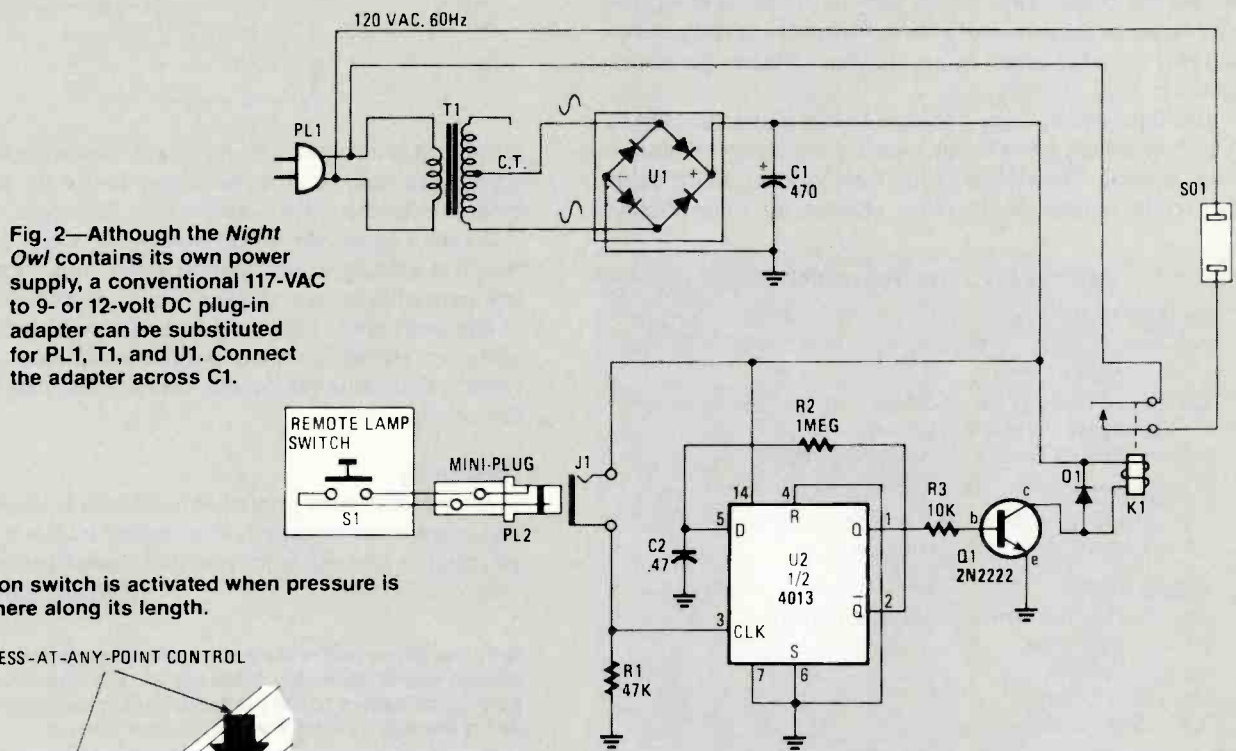 120 VAC. 60Hz
PL1
T1
C.T.
U1
+
+
C1
470
SO1
Fig. 2—Although the Night
Owl contains its own power
supply, a conventional 117-VAC
to 9- or 12-volt DC plug-in
adapter can be substituted
for PL1, T1, and U1. Connect
the adapter across C1.
REMOTE LAMP
SWITCH
S1
MINI-PLUG
PL2
J1
R2
1MEG
14
4
R
5
D
Q
1
C2
.47
U2
1/2
4013
Q
2
3
CLK
S
7
6
R1
47K
R3
10K
b
c
e
Q1
2N2222
D1
K1
on switch is activated when pressure is
here along its length.
ESS-AT-ANY-POINT CONTROL